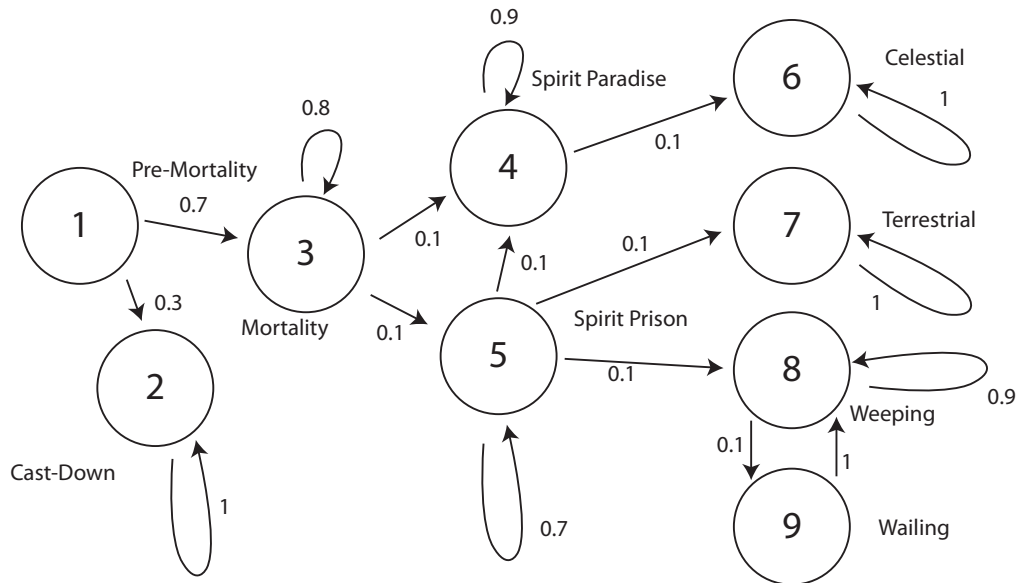 0.9
6
Celestial
1
Spirit Paradise
0.8
4
0.1
Pre-Mortality
0.7
1
3
0.1
0.1
7
Terrestrial
0.1
1
0.3
Mortality
0.1
Spirit Prison
2
5
8
0.1
0.9
Weeping
Cast-Down
0.1
1
1
0.7
9
Wailing